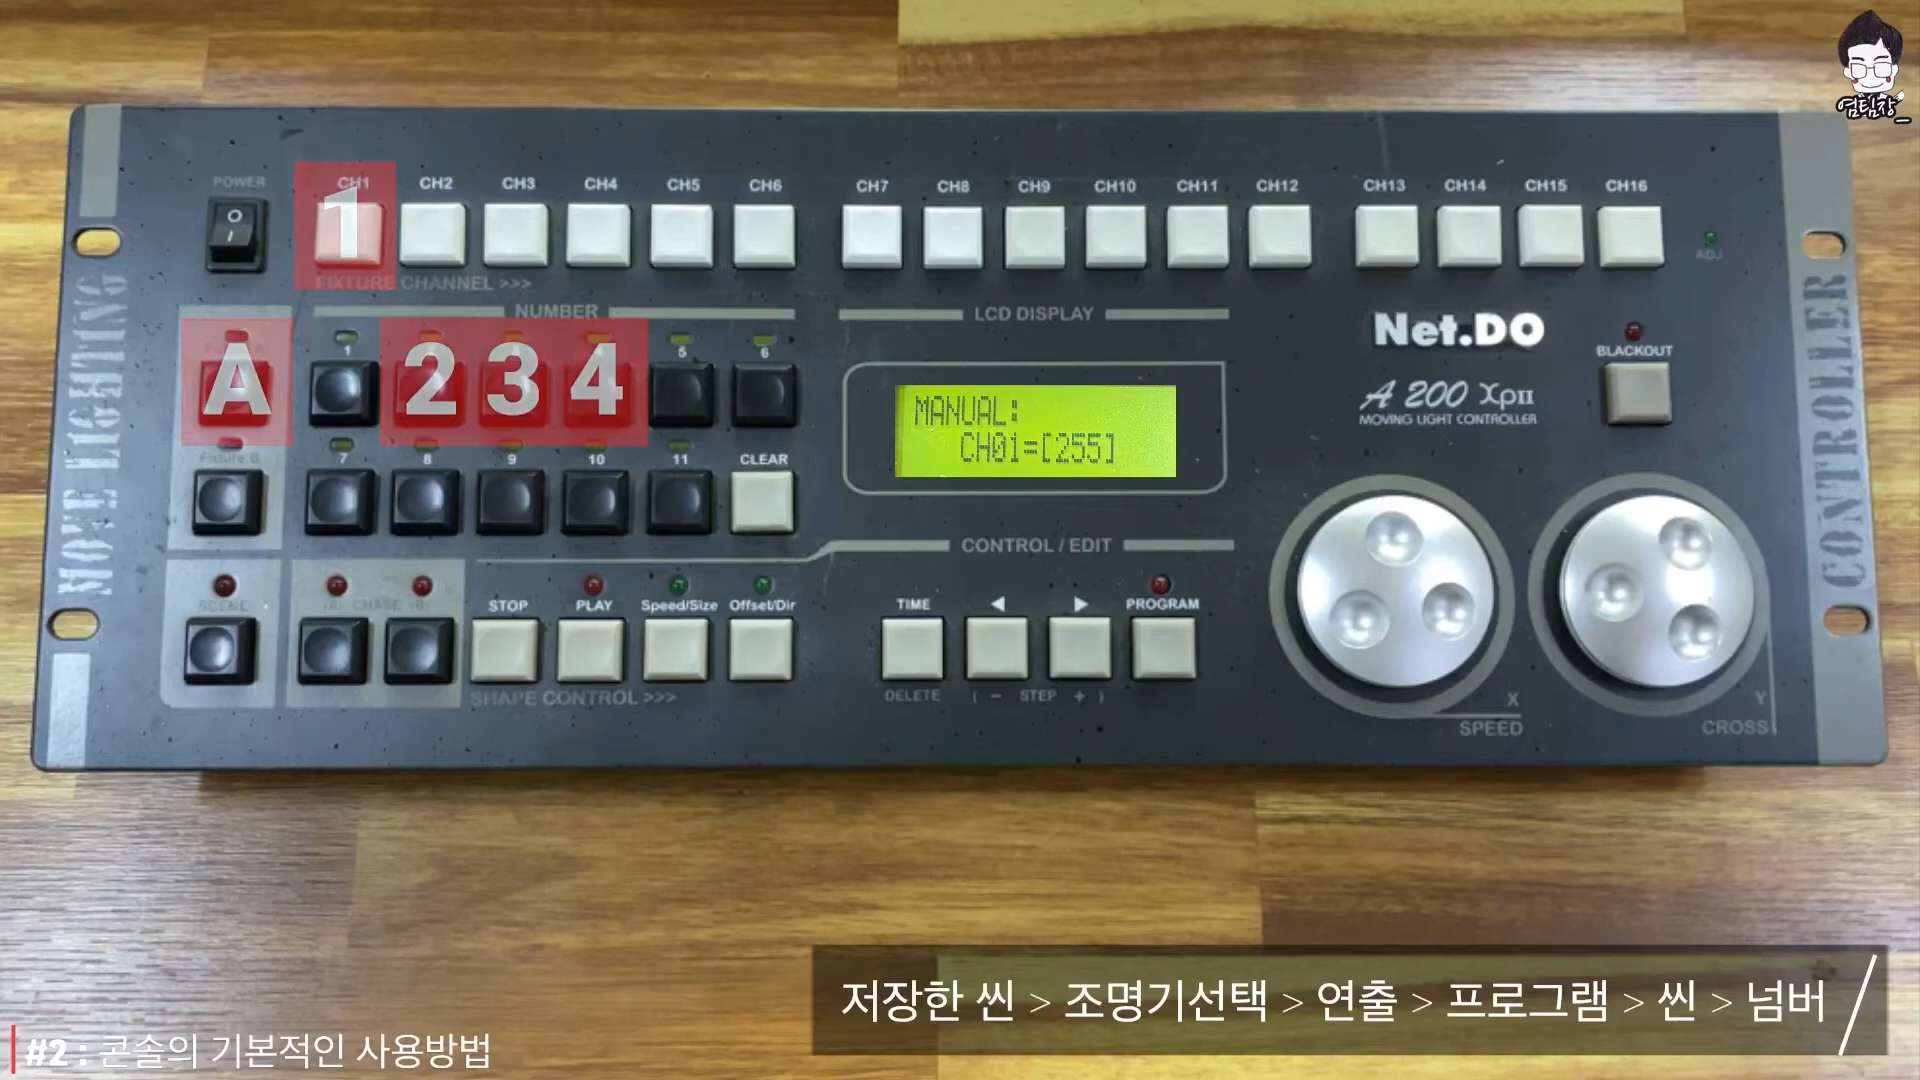 염팀장_
POWER
CH1 CH2 CH3 CH4 CH5 CH6 CH7 CH8 CH9 CH10 CH11 CH12 CH13 CH14 CH15 CH16
1
ADJ
FIXTURE CHANNEL >>>
NUMBER
LCD DISPLAY
Net.DO
A 200 XpII
MOVING LIGHT CONTROLLER
BLACKOUT
MOVE LIGHTING
CONTROLLER
1 5 6
A 2 3 4
MANUAL:
CH01=[255]
Fixture B 7 8 9 10 11 CLEAR
CONTROL / EDIT
SCENE (A) CHASE (B) STOP PLAY Speed/Size Offset/Dir TIME ◀ ▶ PROGRAM
SHAPE CONTROL >>>
DELETE ( − STEP + )
X
SPEED
Y
CROSS
저장한 씬 > 조명기선택 > 연출 > 프로그램 > 씬 > 넘버
#2 : 콘솔의 기본적인 사용방법